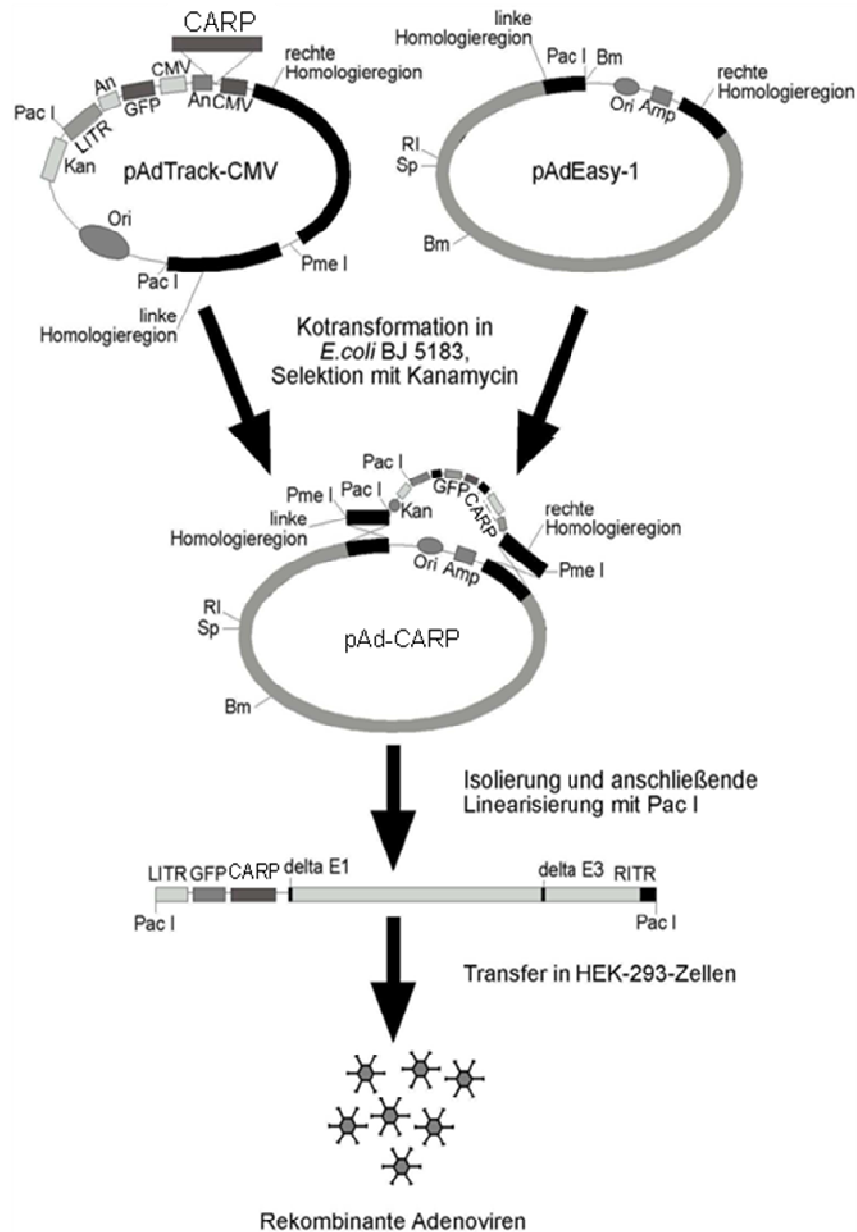 CARP
rechte
Homologieregion
CMV
An
GFP
An
CMV
Pac I
LITR
Kan
pAdTrack-CMV
Ori
Pme I
Pac I
linke
Homologieregion
linke
Homologieregion
Pac I
Bm
rechte
Homologieregion
Ori
Amp
RI
Sp
pAdEasy-1
Bm
Kotransformation in
E.coli BJ 5183,
Selektion mit Kanamycin
Pac I
Pme I
Pac I
GFP
CARP
Kan
linke
Homologieregion
rechte
Homologieregion
Ori
Amp
Pme I
RI
Sp
pAd-CARP
Bm
Isolierung und anschließende
Linearisierung mit Pac I
LITR GFP CARP delta E1
delta E3 RITR
Pac I
Pac I
Transfer in HEK-293-Zellen
Rekombinante Adenoviren